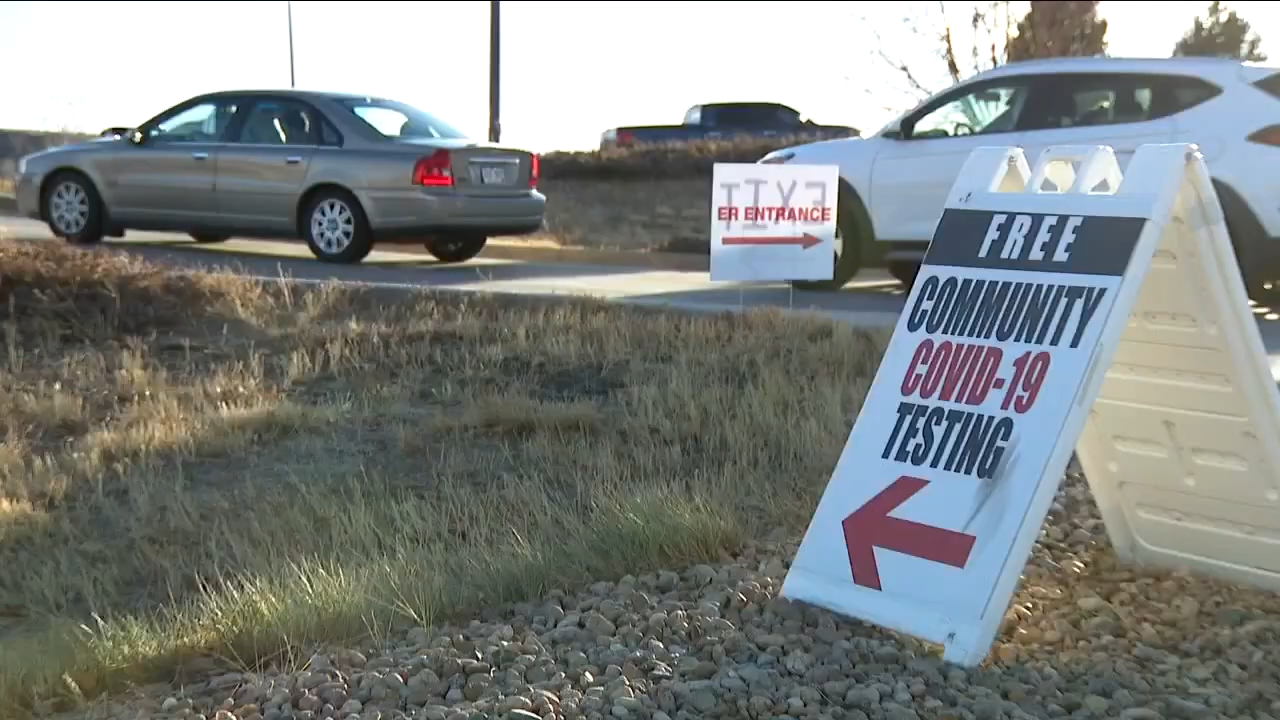 EXIT
ER ENTRANCE
FREE
COMMUNITY
COVID-19
TESTING